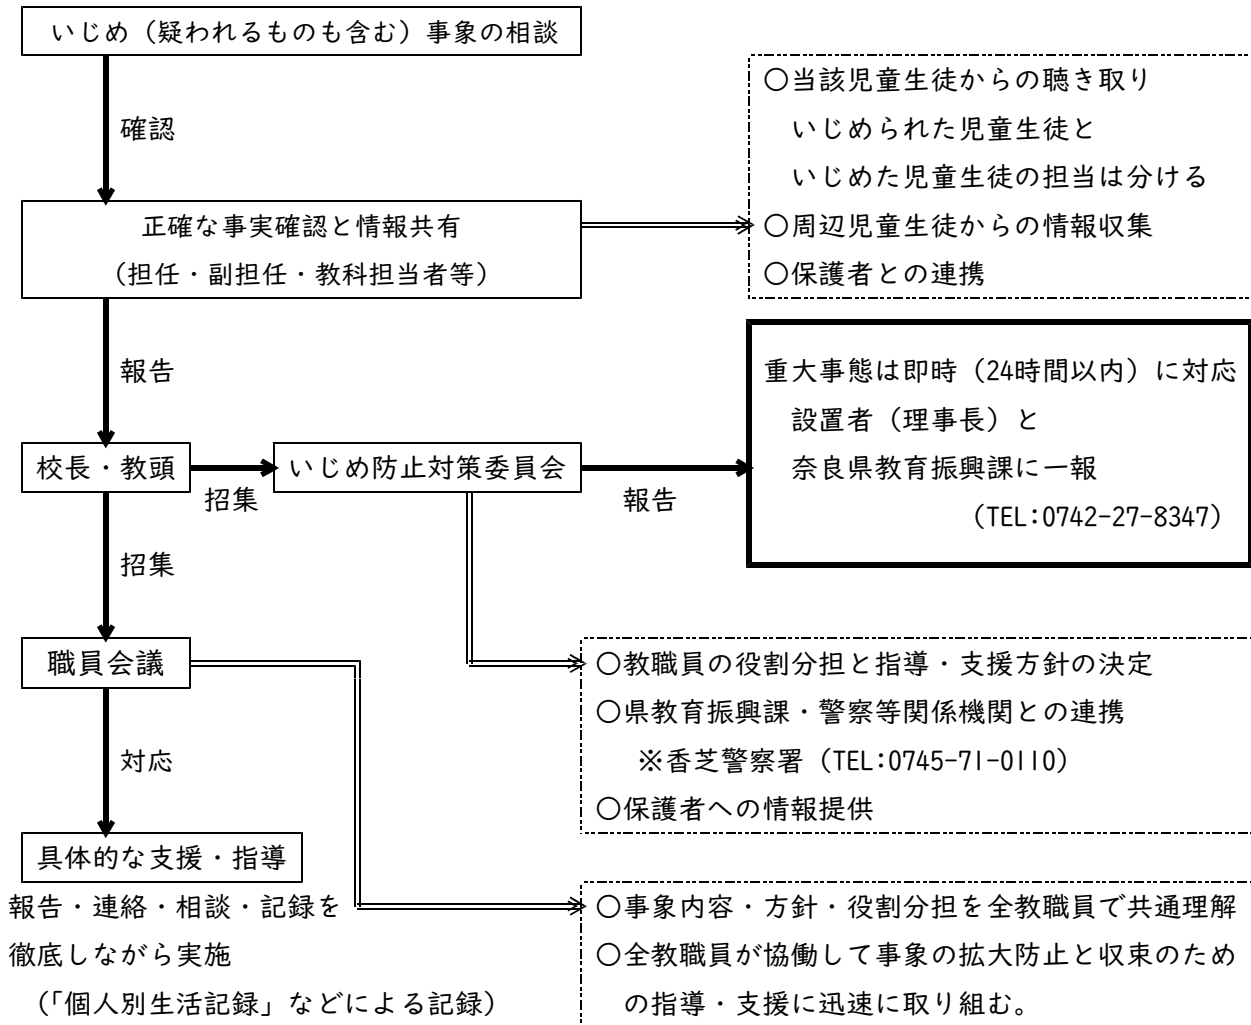 いじめ（疑われるものも含む）事象の相談
確認
正確な事実確認と情報共有
（担任・副担任・教科担当者等）
〇当該児童生徒からの聴き取り
いじめられた児童生徒と
いじめた児童生徒の担当は分ける
〇周辺児童生徒からの情報収集
〇保護者との連携
報告
校長・教頭
招集
いじめ防止対策委員会
報告
重大事態は即時（24時間以内）に対応
設置者（理事長）と
奈良県教育振興課に一報
（TEL:0742-27-8347）
招集
職員会議
〇教職員の役割分担と指導・支援方針の決定
〇県教育振興課・警察等関係機関との連携
※香芝警察署（TEL:0745-71-0110）
〇保護者への情報提供
対応
具体的な支援・指導
報告・連絡・相談・記録を
徹底しながら実施
（「個人別生活記録」などによる記録）
〇事象内容・方針・役割分担を全教職員で共通理解
〇全教職員が協働して事象の拡大防止と収束のため
の指導・支援に迅速に取り組む。